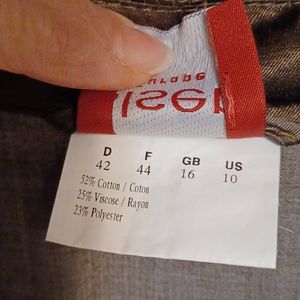 D F GB US
42 44 16 10
52% Cotton / Coton
25% Viscose / Rayon
23% Polyester